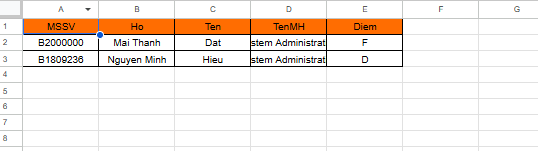 A B C D E F G
1 MSSV Ho Ten TenMH Diem
2 B2000000 Mai Thanh Dat stem Administrat F
3 B1809236 Nguyen Minh Hieu stem Administrat D
4
5
6
7
8